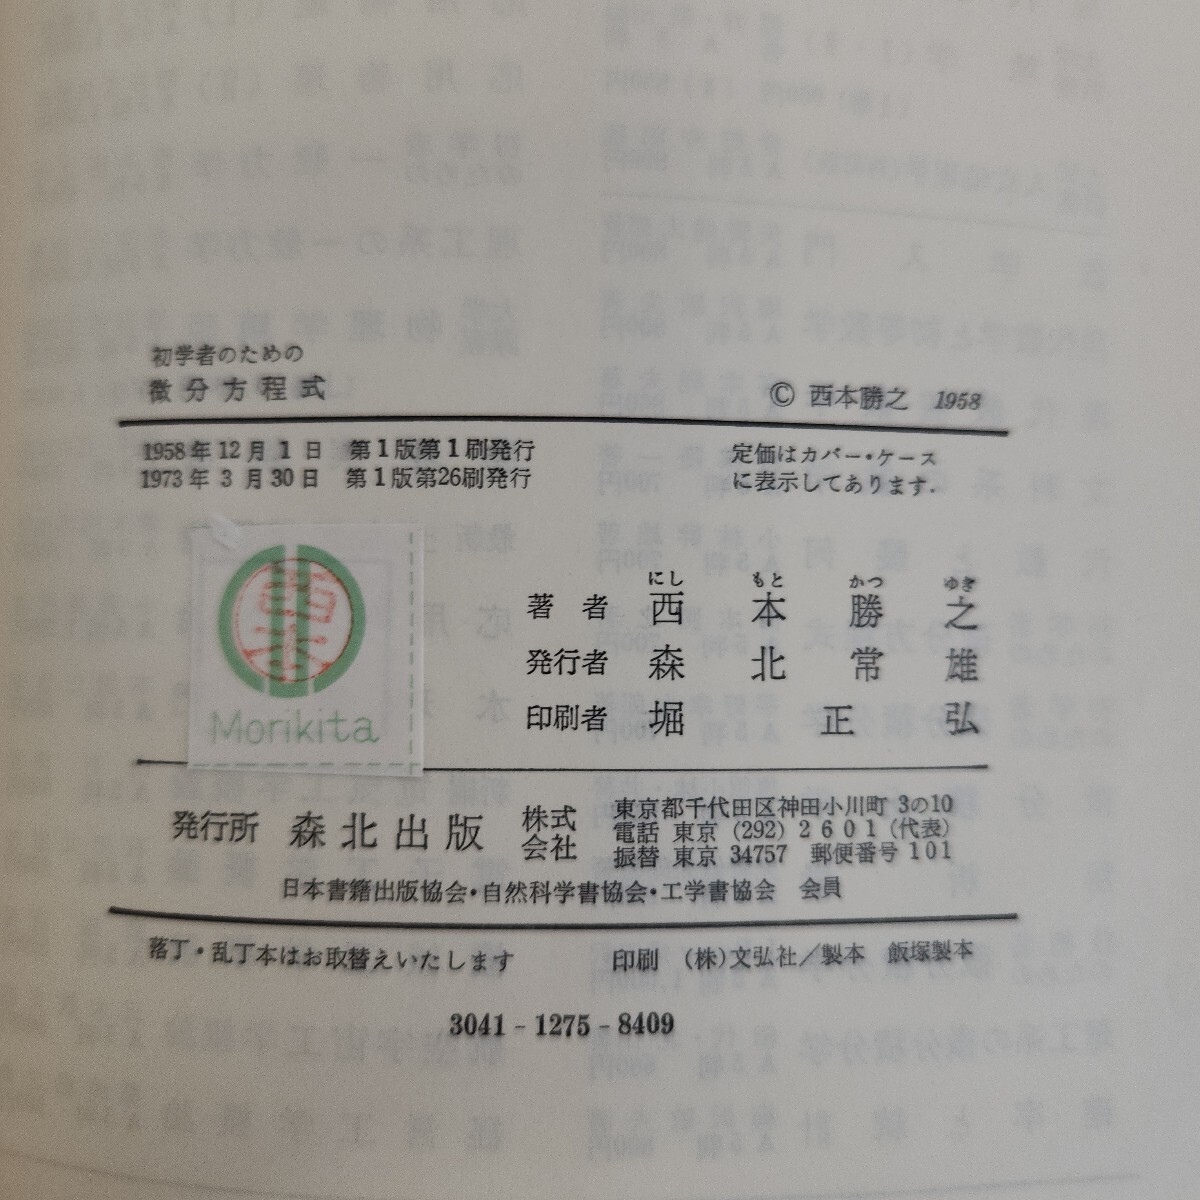 初学者のための
微分方程式
© 西本勝之 1958
1958年12月1日 第1版第1刷発行
1973年3月30日 第1版第26刷発行
定価はカバー・ケース
に表示してあります.
にし もと かつ ゆき
著者 西本勝之
発行者 森北常雄
印刷者 堀正弘
Morikita
発行所 森北出版 株式会社
東京都千代田区神田小川町 3の10
電話 東京 (292) 2601 (代表)
振替 東京 34757 郵便番号 101
日本書籍出版協会・自然科学書協会・工学書協会 会員
落丁・乱丁本はお取替えいたします
印刷 (株)文弘社/製本 飯塚製本
3041-1275-8409